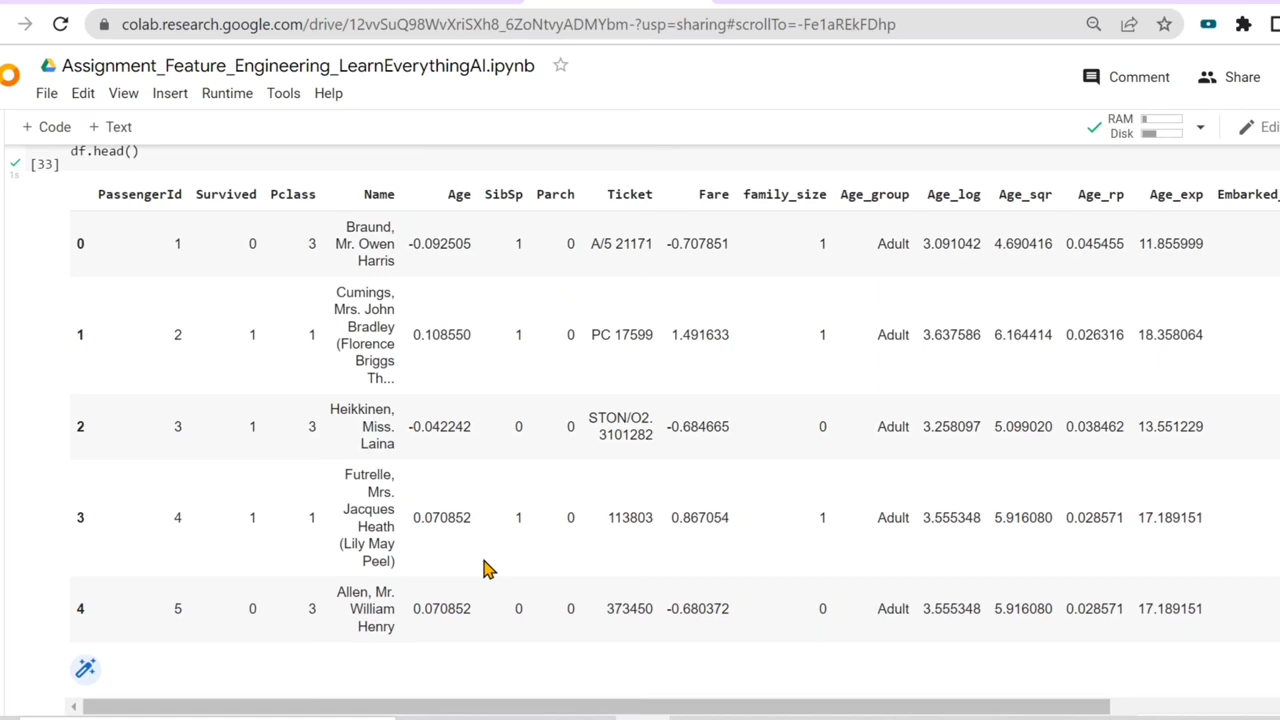 colab.research.google.com/drive/12vvSuQ98WvXriSXh8_6ZoNtvyADMYbm-?usp=sharing#scrollTo=-Fe1aREkFDhp
Assignment_Feature_Engineering_LearnEverythingAI.ipynb
Comment Share
File Edit View Insert Runtime Tools Help
+ Code + Text
RAM
Disk
Edi
df.head()
[33]
1s
PassengerId Survived Pclass Name Age SibSp Parch Ticket Fare family_size Age_group Age_log Age_sqr Age_rp Age_exp Embarked_
Braund,
0 1 0 3 Mr. Owen -0.092505 1 0 A/5 21171 -0.707851 1 Adult 3.091042 4.690416 0.045455 11.855999
Harris
Cumings,
Mrs. John
Bradley
1 2 1 1 (Florence 0.108550 1 0 PC 17599 1.491633 1 Adult 3.637586 6.164414 0.026316 18.358064
Briggs
Th...
Heikkinen,
2 3 1 3 Miss. -0.042242 0 0 STON/O2. -0.684665 0 Adult 3.258097 5.099020 0.038462 13.551229
3101282
Laina
Futrelle,
Mrs.
Jacques
3 4 1 1 Heath 0.070852 1 0 113803 0.867054 1 Adult 3.555348 5.916080 0.028571 17.189151
(Lily May
Peel)
Allen, Mr.
4 5 0 3 William 0.070852 0 0 373450 -0.680372 0 Adult 3.555348 5.916080 0.028571 17.189151
Henry